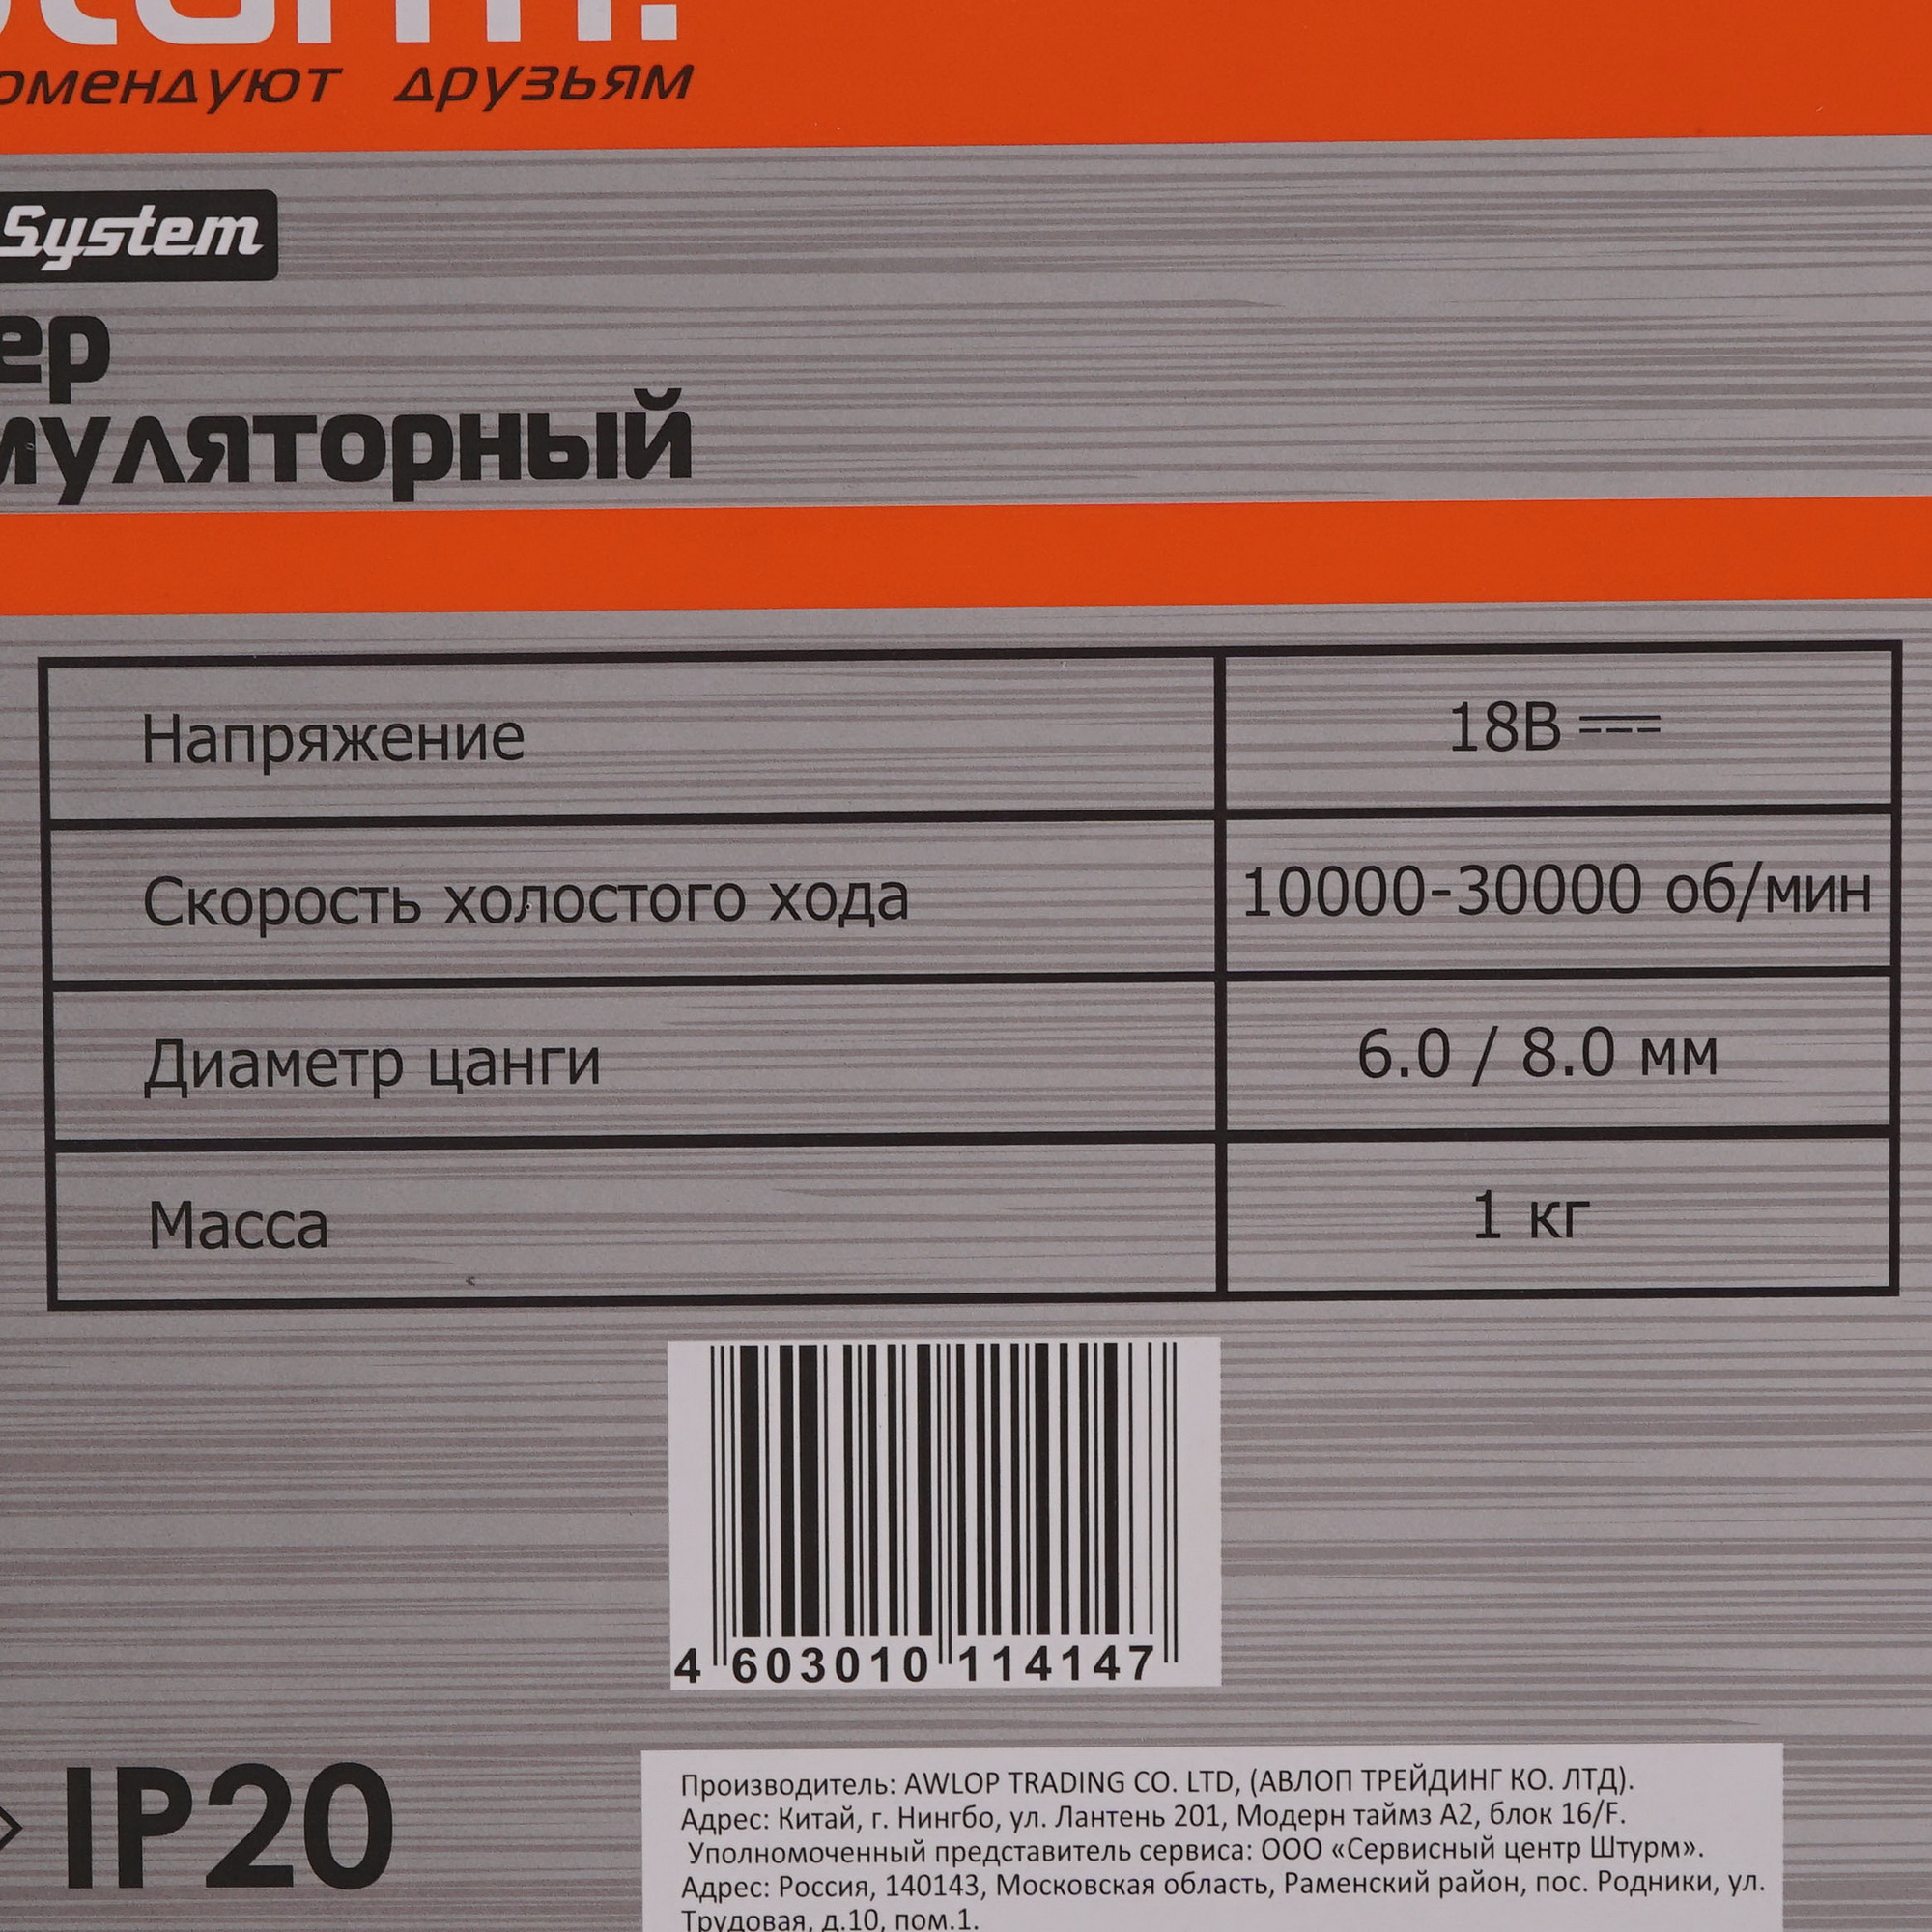 омендуют друзьям
System
ер
муляторный
Напряжение 18В
Скорость холостого хода 10000-30000 об/мин
Диаметр цанги 6.0 / 8.0 мм
Масса 1 кг
4 603010 114147
IP20
Производитель: AWLOP TRADING CO. LTD, (АВЛОП ТРЕЙДИНГ КО. ЛТД).
Адрес: Китай, г. Нингбо, ул. Лантень 201, Модерн таймз А2, блок 16/F.
Уполномоченный представитель сервиса: ООО «Сервисный центр Штурм».
Адрес: Россия, 140143, Московская область, Раменский район, пос. Родники, ул.
Трудовая, д.10, пом.1.